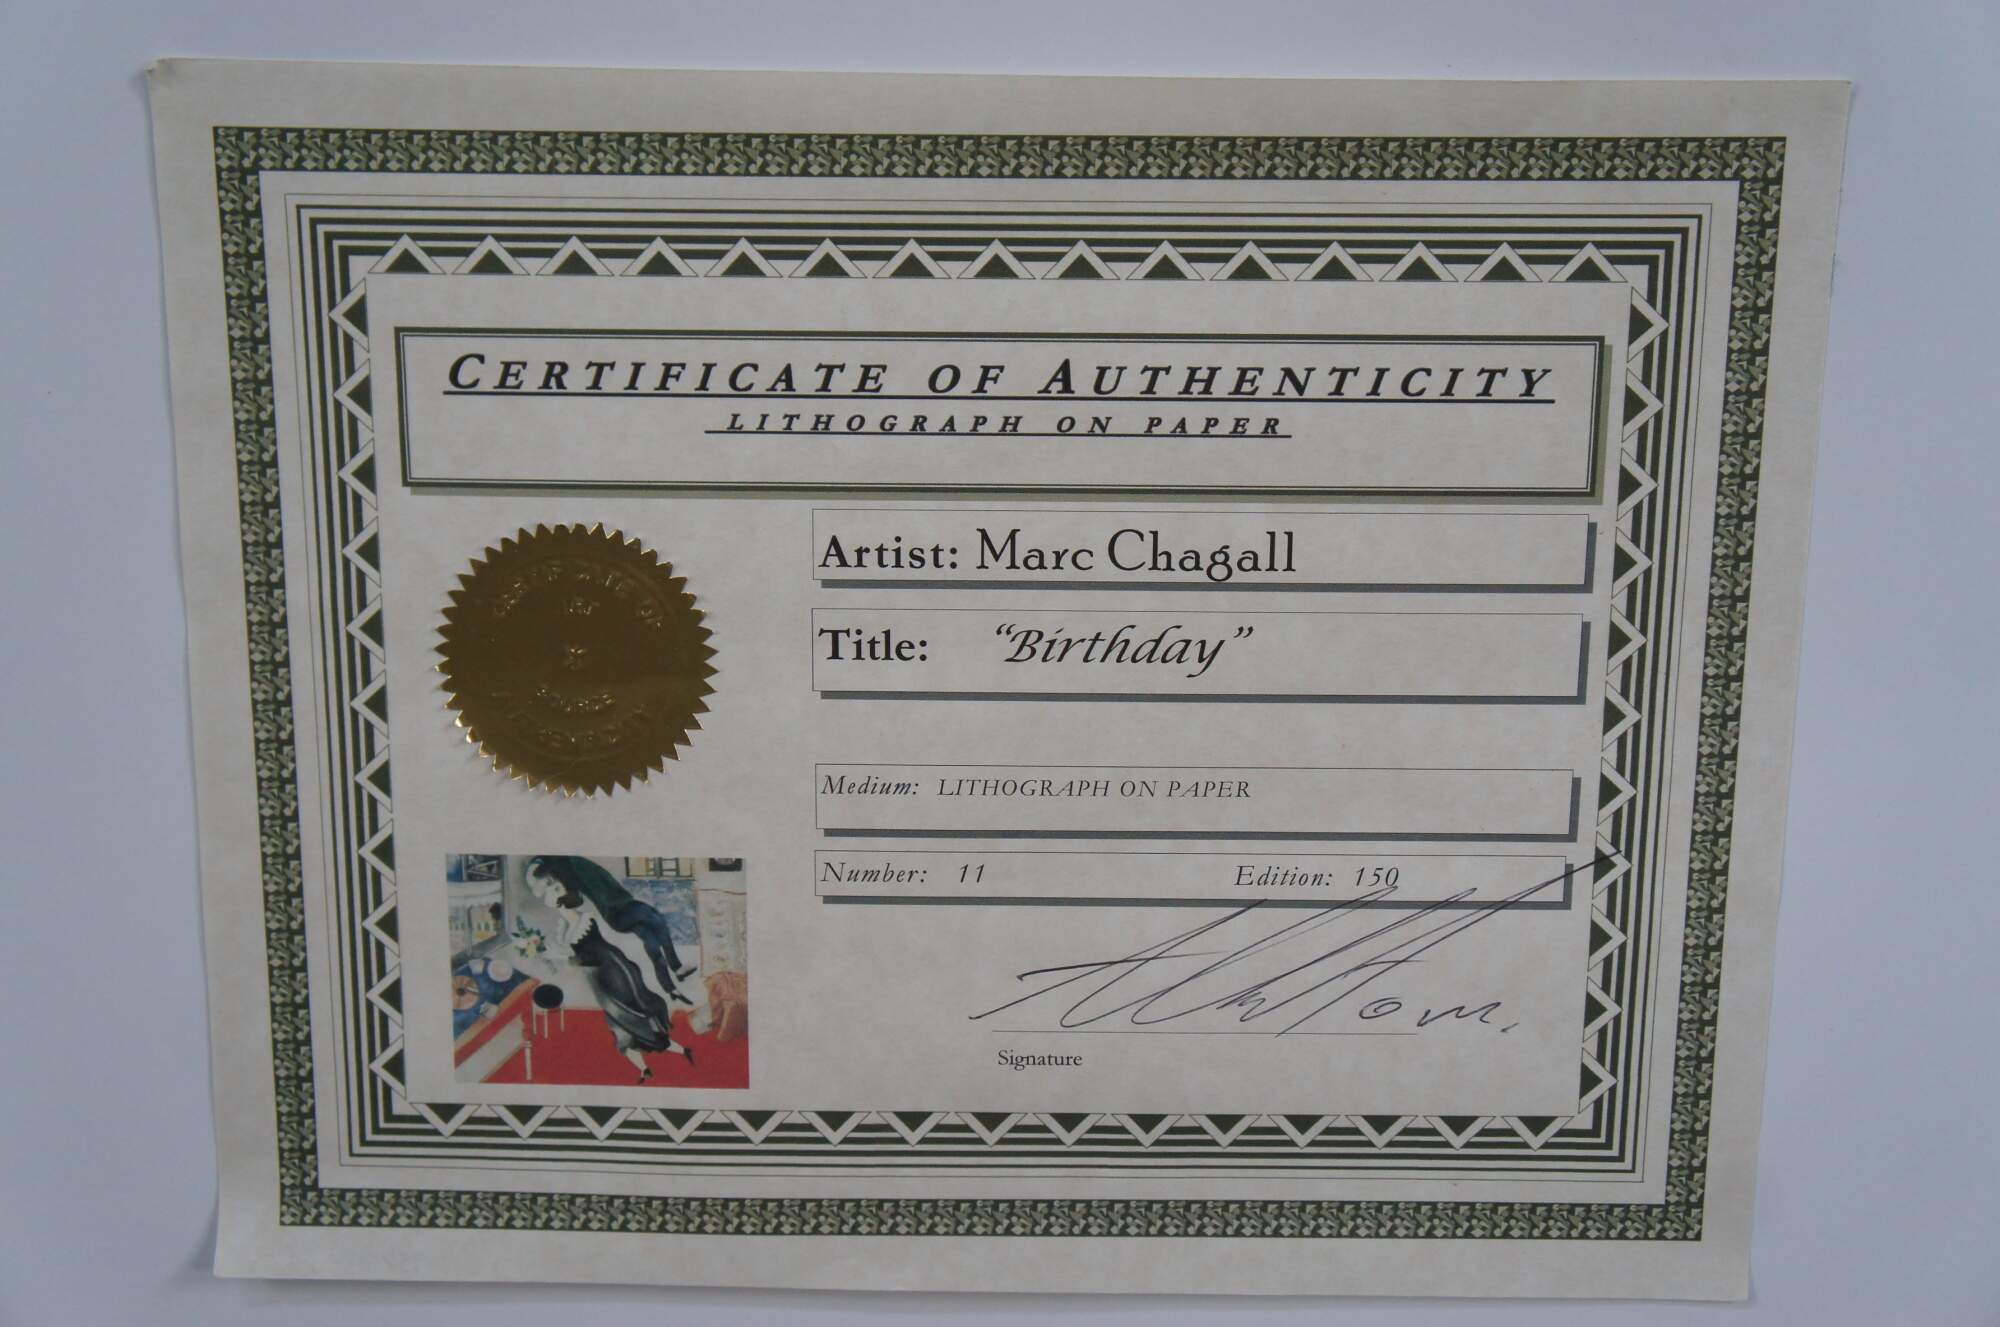 CERTIFICATE OF AUTHENTICITY
LITHOGRAPH ON PAPER
Artist: Marc Chagall
Title: "Birthday"
Medium: LITHOGRAPH ON PAPER
Number: 11 Edition: 150
Signature